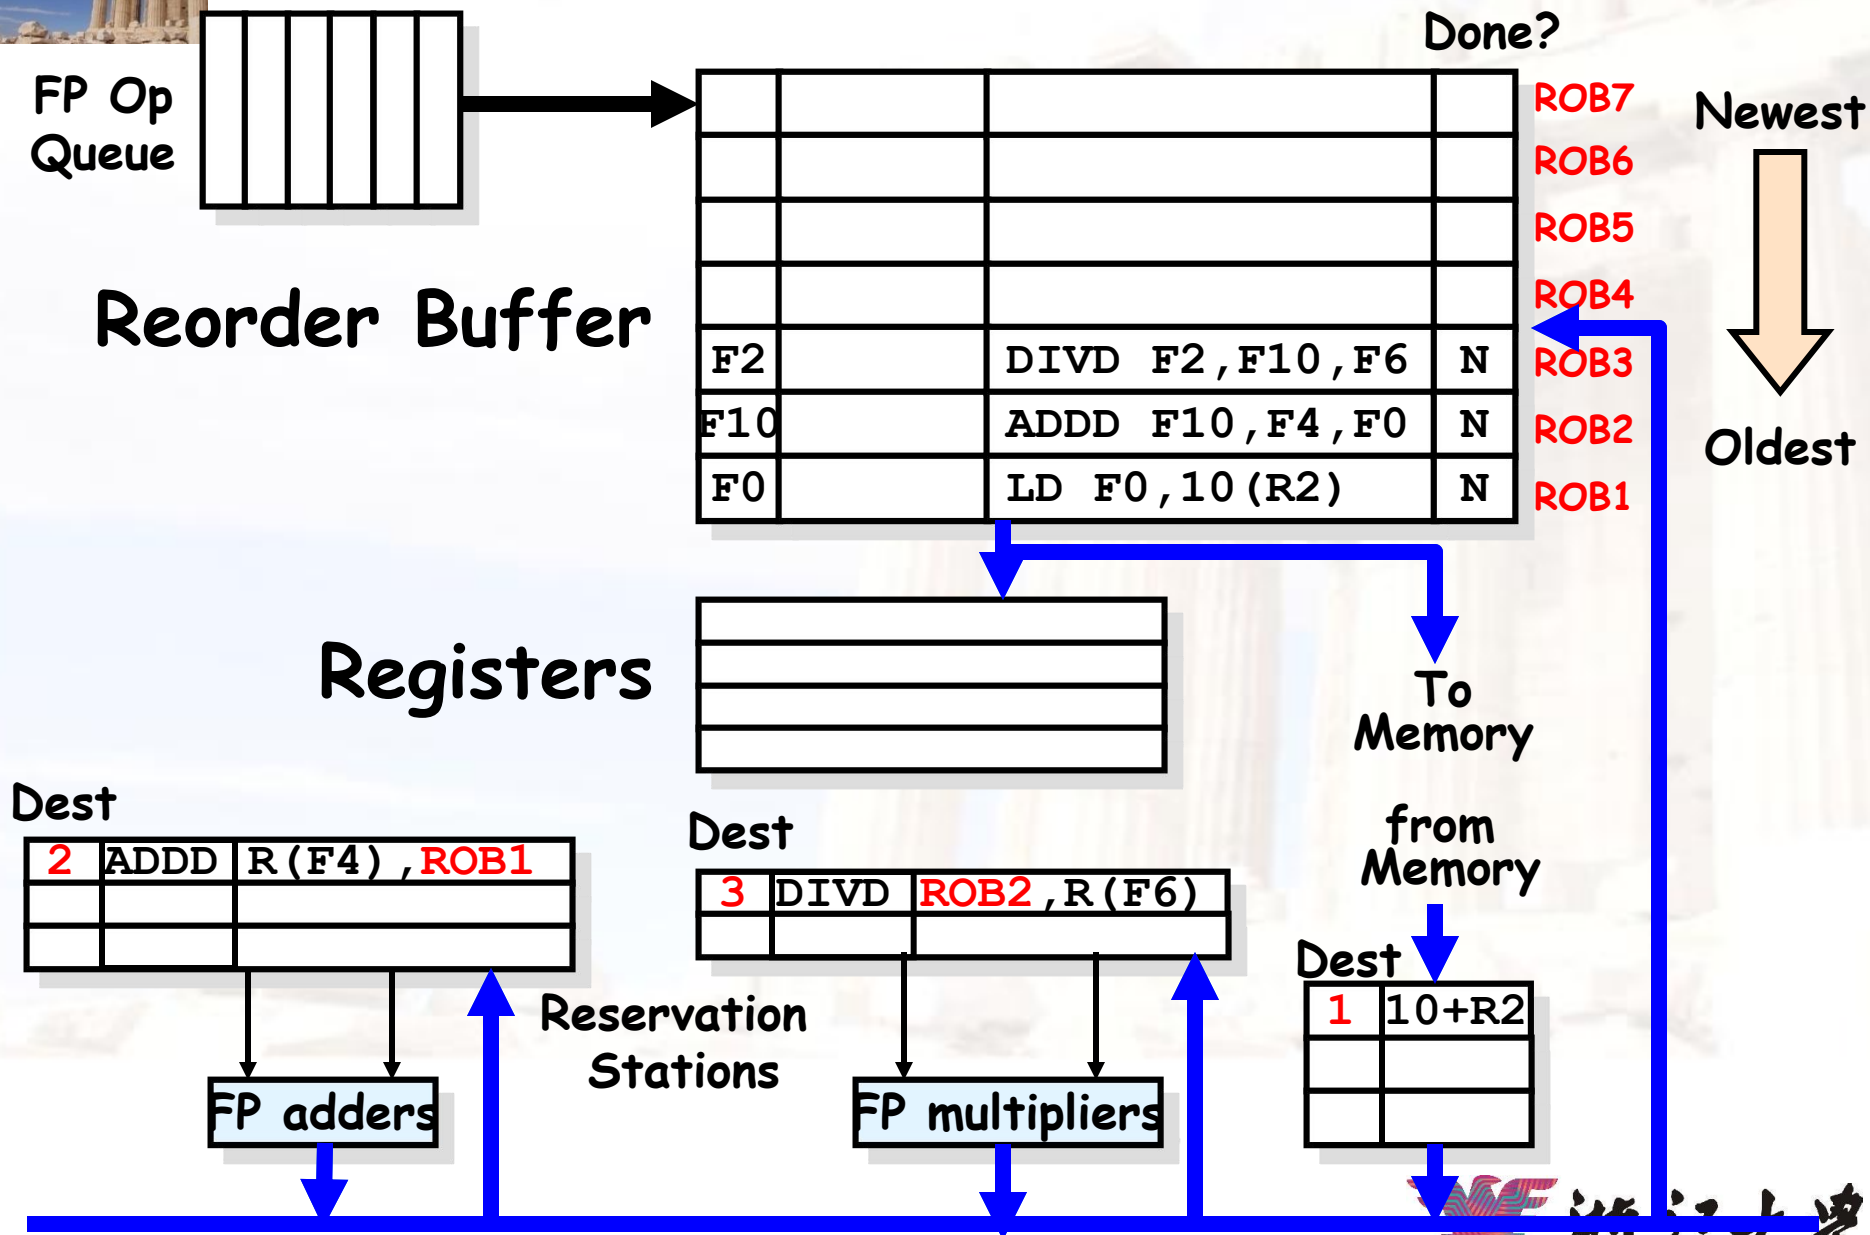 Done?
FP Op
Queue
ROB7
Newest
ROB6
ROB5
ROB4
Reorder Buffer
F2 DIVD F2,F10,F6 N ROB3
F10 ADDD F10,F4,F0 N ROB2
Oldest
F0 LD F0,10(R2) N ROB1
Registers
To
Memory
from
Memory
Dest
2 ADDD R(F4),ROB1
Dest
3 DIVD ROB2,R(F6)
Dest
1 10+R2
Reservation
Stations
FP adders
FP multipliers